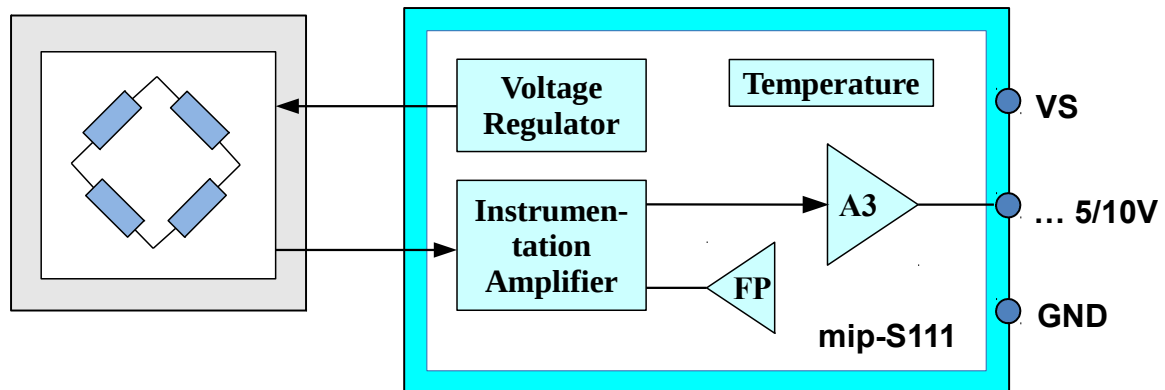 Voltage
Regulator
Temperature
VS
Instrumen-
tation
Amplifier
A3
... 5/10V
FP
GND
mip-S111